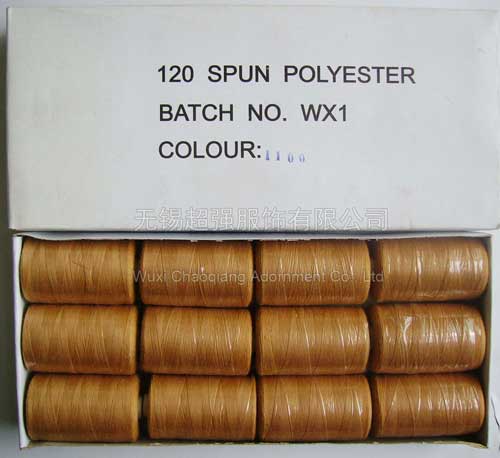 120 SPUN POLYESTER
BATCH NO. WX1
COLOUR: 1100
无锡超强服饰有限公司
Wuxi Chaoqiang Adornment Co., Ltd